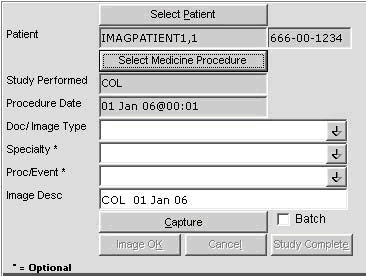 Select Patient
Patient IMAGPATIENT1,1 666-00-1234
Select Medicine Procedure
Study Performed COL
Procedure Date 01 Jan 06@00:01
Doc/ Image Type
Specialty *
Proc/Event *
Image Desc COL 01 Jan 06
Capture Batch
Image OK Cancel Study Complete
* = Optional